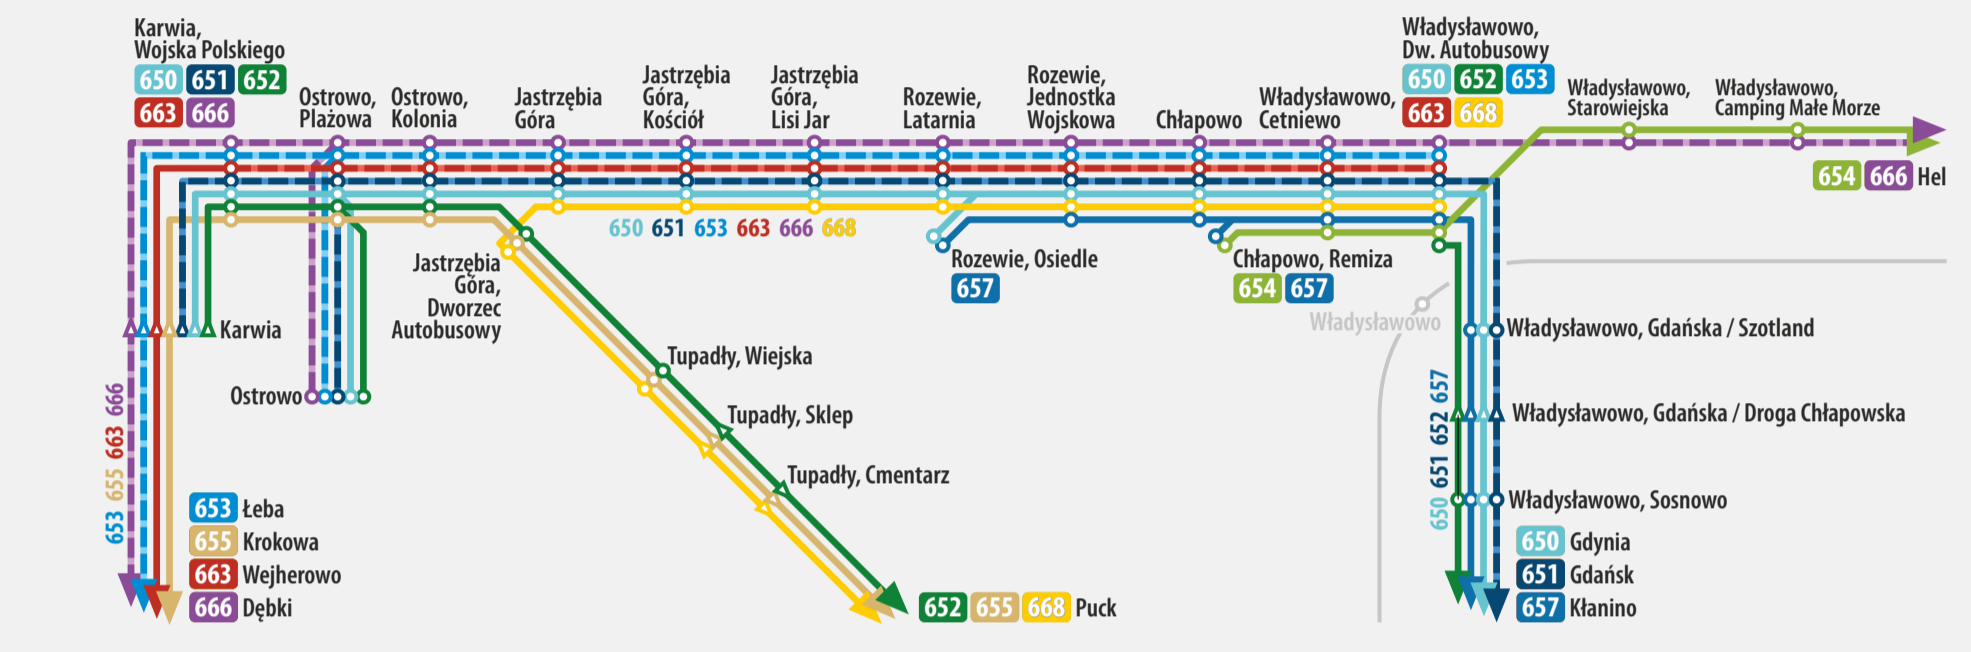 Karwia,
Wojska Polskiego
650 651 652
663 666
Ostrowo,
Plażowa
Ostrowo,
Kolonia
Jastrzębia
Góra
Jastrzębia
Góra,
Kościół
Jastrzębia
Góra,
Lisi Jar
Rozewie,
Latarnia
Rozewie,
Jednostka
Wojskowa
Chłapowo
Władysławowo,
Cetniewo
Władysławowo,
Dw. Autobusowy
650 652 653
663 668
Władysławowo,
Starowiejska
Władysławowo,
Camping Małe Morze
654 666 Hel
650 651 653 663 666 668
Jastrzębia
Góra,
Dworzec
Autobusowy
Rozewie, Osiedle
657
Chłapowo, Remiza
654 657
Władysławowo
Karwia
Ostrowo
Władysławowo, Gdańska / Szotland
Tupadły, Wiejska
Tupadły, Sklep
Tupadły, Cmentarz
Władysławowo, Gdańska / Droga Chłapowska
Władysławowo, Sosnowo
653 655 663 666
650 651 652 657
653 Łeba
655 Krokowa
663 Wejherowo
666 Dębki
652 655 668 Puck
650 Gdynia
651 Gdańsk
657 Kłanino